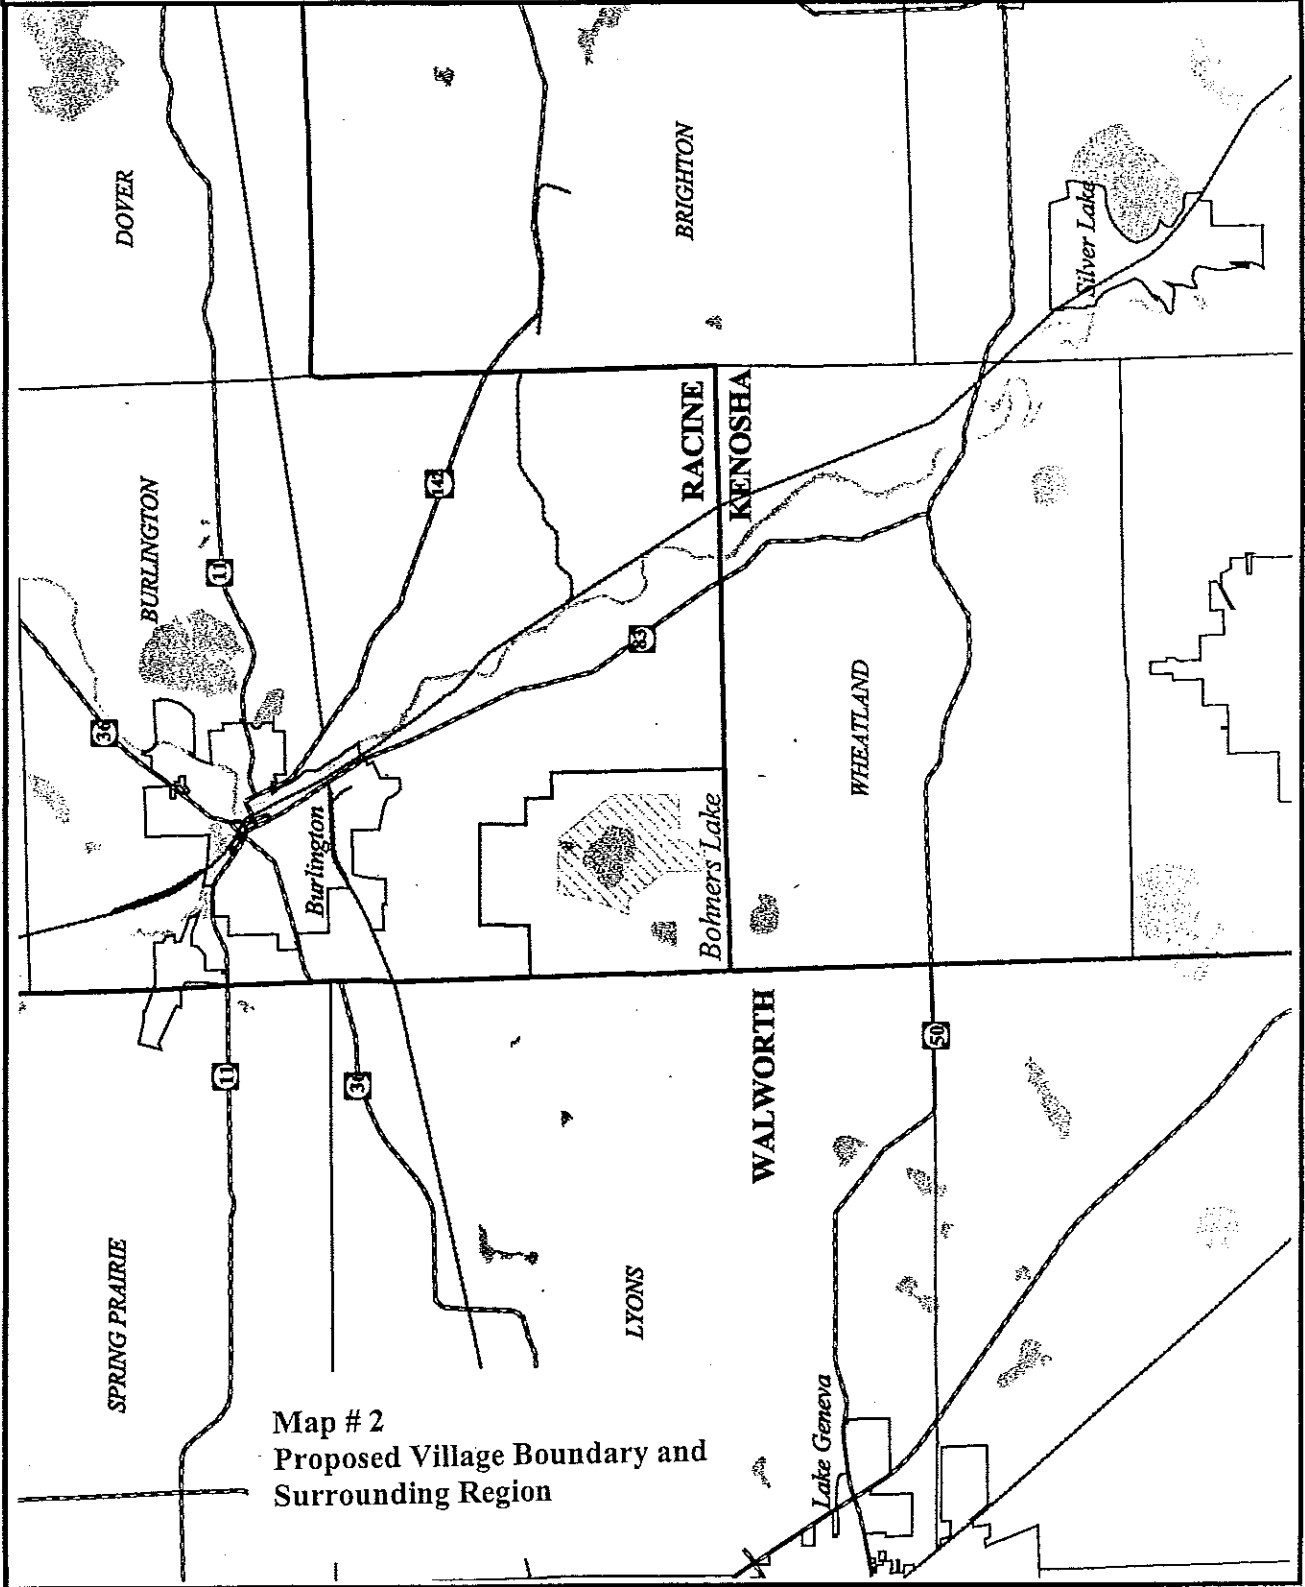 DOVER
BRIGHTON
Silver Lake
BURLINGTON
11
142
RACINE
KENOSHA
36
83
WHEATLAND
Burlington
Bohners Lake
11
36
WALWORTH
50
SPRING PRAIRIE
LYONS
Lake Geneva
Map # 2
Proposed Village Boundary and
Surrounding Region